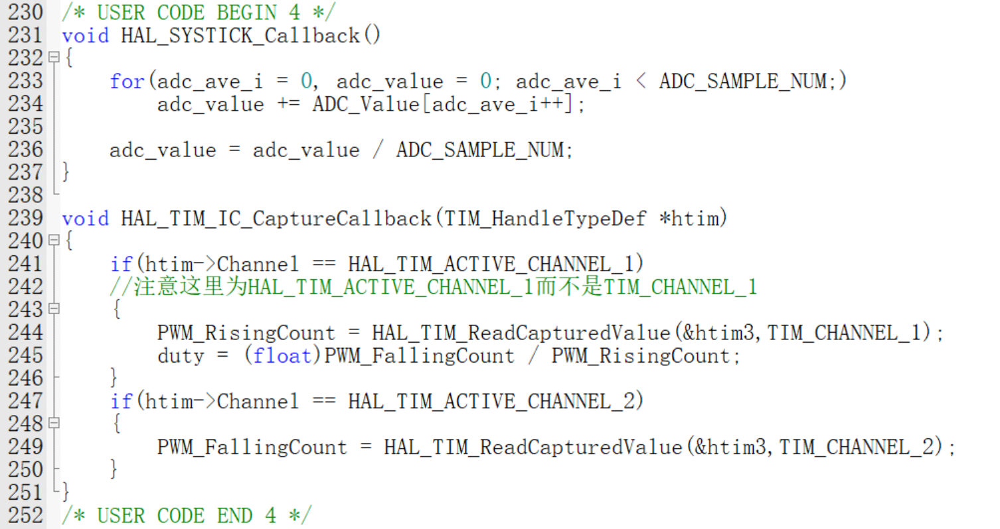 230 /* USER CODE BEGIN 4 */
231 void HAL_SYSTICK_Callback()
232 {
233     for(adc_ave_i = 0, adc_value = 0; adc_ave_i < ADC_SAMPLE_NUM;)
234         adc_value += ADC_Value[adc_ave_i++];
235
236     adc_value = adc_value / ADC_SAMPLE_NUM;
237 }
238
239 void HAL_TIM_IC_CaptureCallback(TIM_HandleTypeDef *htim)
240 {
241     if(htim->Channel == HAL_TIM_ACTIVE_CHANNEL_1)
242     //注意这里为HAL_TIM_ACTIVE_CHANNEL_1而不是TIM_CHANNEL_1
243     {
244         PWM_RisingCount = HAL_TIM_ReadCapturedValue(&htim3,TIM_CHANNEL_1);
245         duty = (float)PWM_FallingCount / PWM_RisingCount;
246     }
247     if(htim->Channel == HAL_TIM_ACTIVE_CHANNEL_2)
248     {
249         PWM_FallingCount = HAL_TIM_ReadCapturedValue(&htim3,TIM_CHANNEL_2);
250     }
251 }
252 /* USER CODE END 4 */